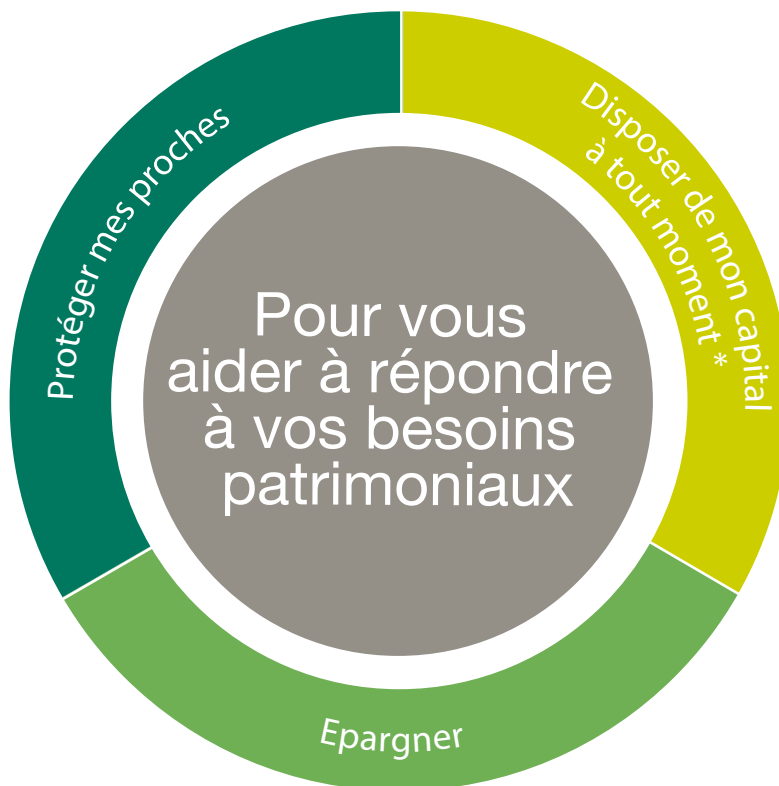 Protéger mes proches
Disposer de mon capital
à tout moment *
Pour vous
aider à répondre
à vos besoins
patrimoniaux
Epargner